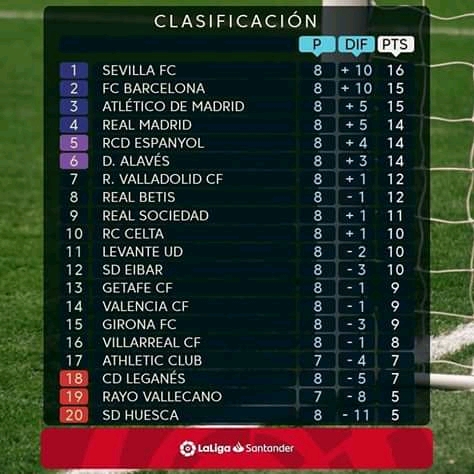 CLASIFICACIÓN
P DIF PTS
1 SEVILLA FC 8 + 10 16
2 FC BARCELONA 8 + 10 15
3 ATLÉTICO DE MADRID 8 + 5 15
4 REAL MADRID 8 + 5 14
5 RCD ESPANYOL 8 + 4 14
6 D. ALAVÉS 8 + 3 14
7 R. VALLADOLID CF 8 + 1 12
8 REAL BETIS 8 - 1 12
9 REAL SOCIEDAD 8 + 1 11
10 RC CELTA 8 + 1 10
11 LEVANTE UD 8 - 2 10
12 SD EIBAR 8 - 3 10
13 GETAFE CF 8 - 1 9
14 VALENCIA CF 8 - 1 9
15 GIRONA FC 8 - 3 9
16 VILLARREAL CF 8 - 1 8
17 ATHLETIC CLUB 7 - 4 7
18 CD LEGANÉS 8 - 5 7
19 RAYO VALLECANO 7 - 8 5
20 SD HUESCA 8 - 11 5
LaLiga Santander